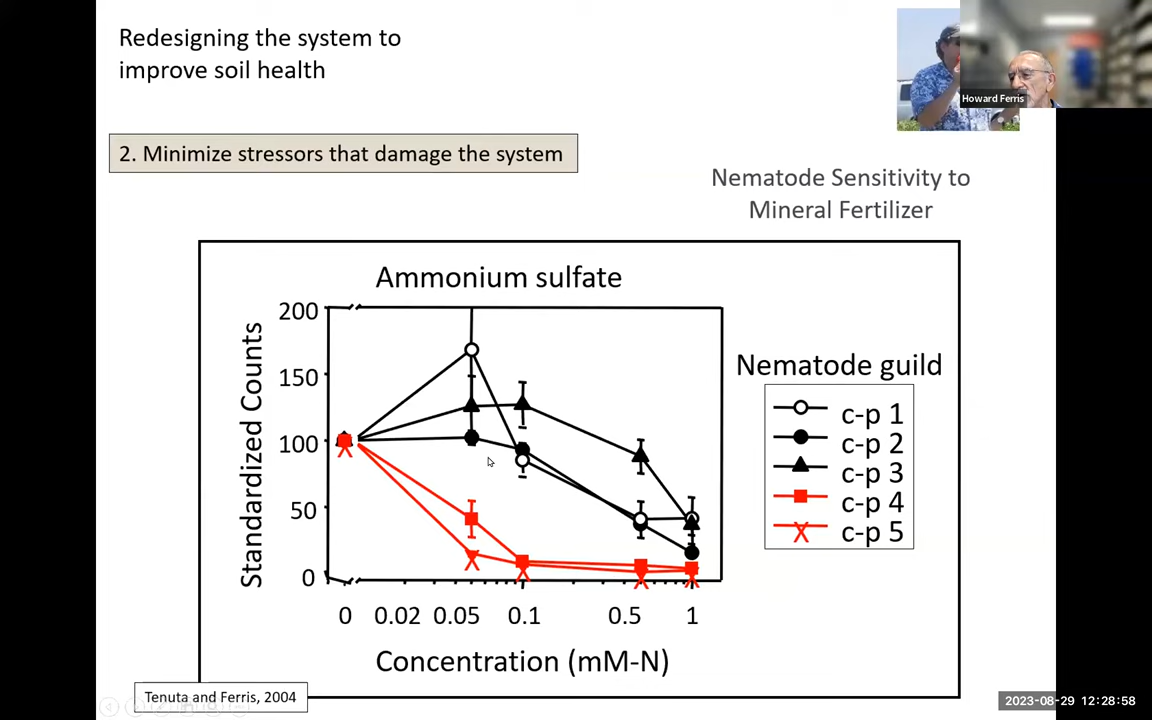 Redesigning the system to
improve soil health
Howard Ferris
2. Minimize stressors that damage the system
Nematode Sensitivity to
Mineral Fertilizer
Ammonium sulfate
200
150
100
50
0
Standardized Counts
0 0.02 0.05 0.1 0.5 1
Concentration (mM-N)
Nematode guild
c-p 1
c-p 2
c-p 3
c-p 4
c-p 5
Tenuta and Ferris, 2004
2023-08-29 12:28:58